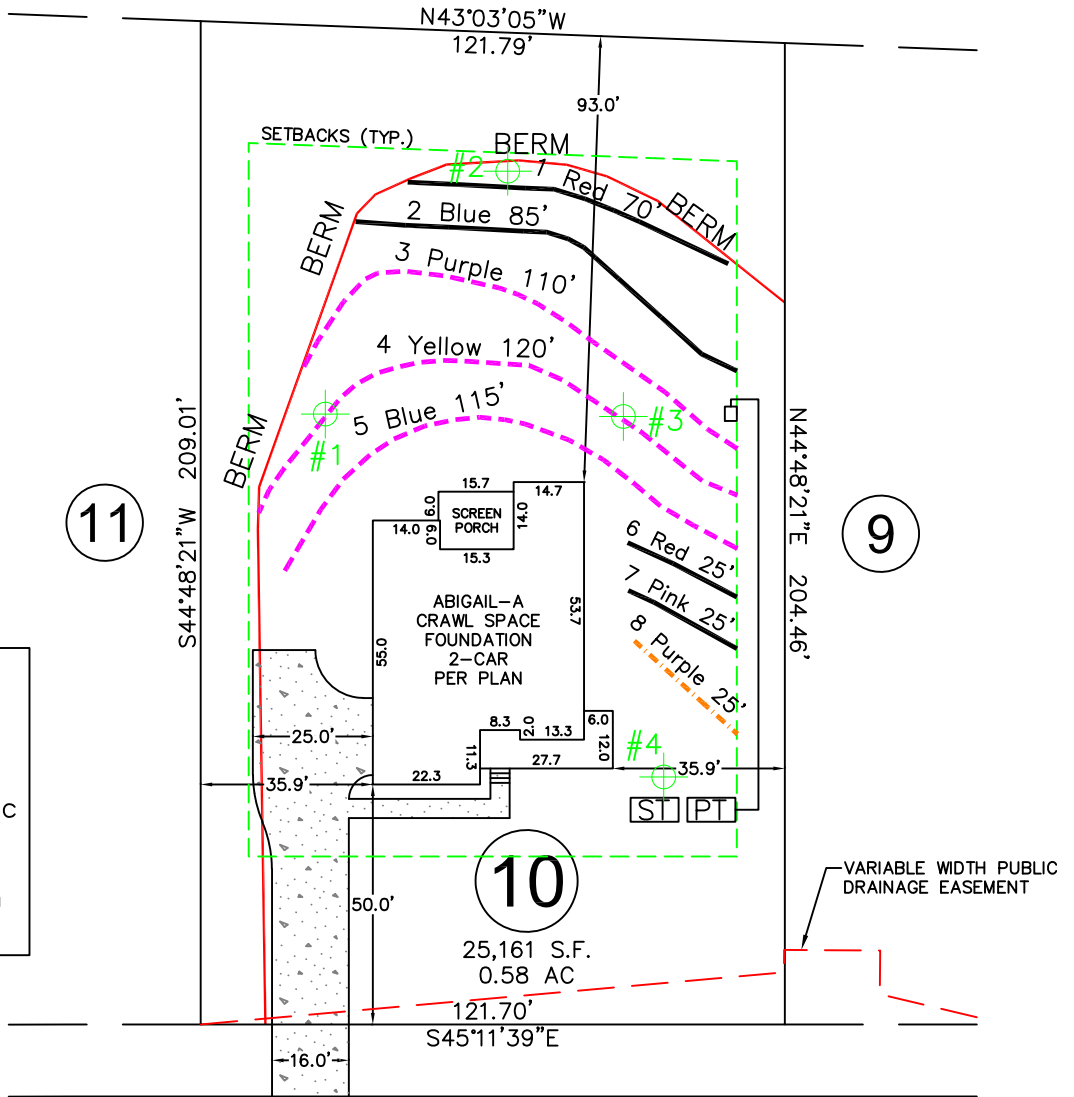 N43°03'05"W
121.79'
93.0'
SETBACKS (TYP.)
BERM
#2
1 Red 70'
BERM
2 Blue 85'
BERM
3 Purple 110'
4 Yellow 120'
5 Blue 115'
#3
#1
BERM
S44°48'21"W 209.01'
N44°48'21"E 204.46'
11
9
15.7
14.7
6.0
SCREEN
PORCH
14.0
14.0
6.0
15.3
6 Red 25'
7 Pink 25'
8 Purple 25'
ABIGAIL-A
CRAWL SPACE
FOUNDATION
2-CAR
PER PLAN
55.0
53.7
25.0'
8.3
2.0
13.3
6.0
12.0
#4
11.3
27.7
35.9'
22.3
35.9'
ST
PT
C
10
50.0'
25,161 S.F.
0.58 AC
VARIABLE WIDTH PUBLIC
DRAINAGE EASEMENT
121.70'
S45°11'39"E
16.0'